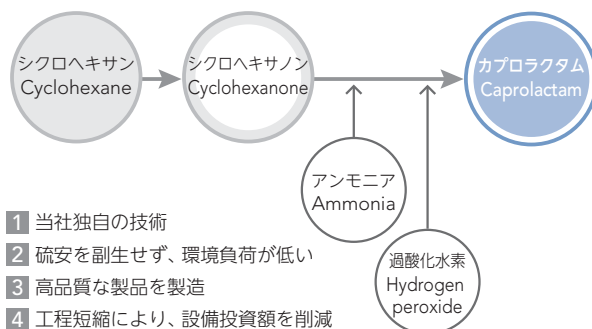 シクロヘキサン
Cyclohexane
シクロヘキサノン
Cyclohexanone
カプロラクタム
Caprolactam
アンモニア
Ammonia
過酸化水素
Hydrogen
peroxide
1 当社独自の技術
2 硫安を副生せず、環境負荷が低い
3 高品質な製品を製造
4 工程短縮により、設備投資額を削減